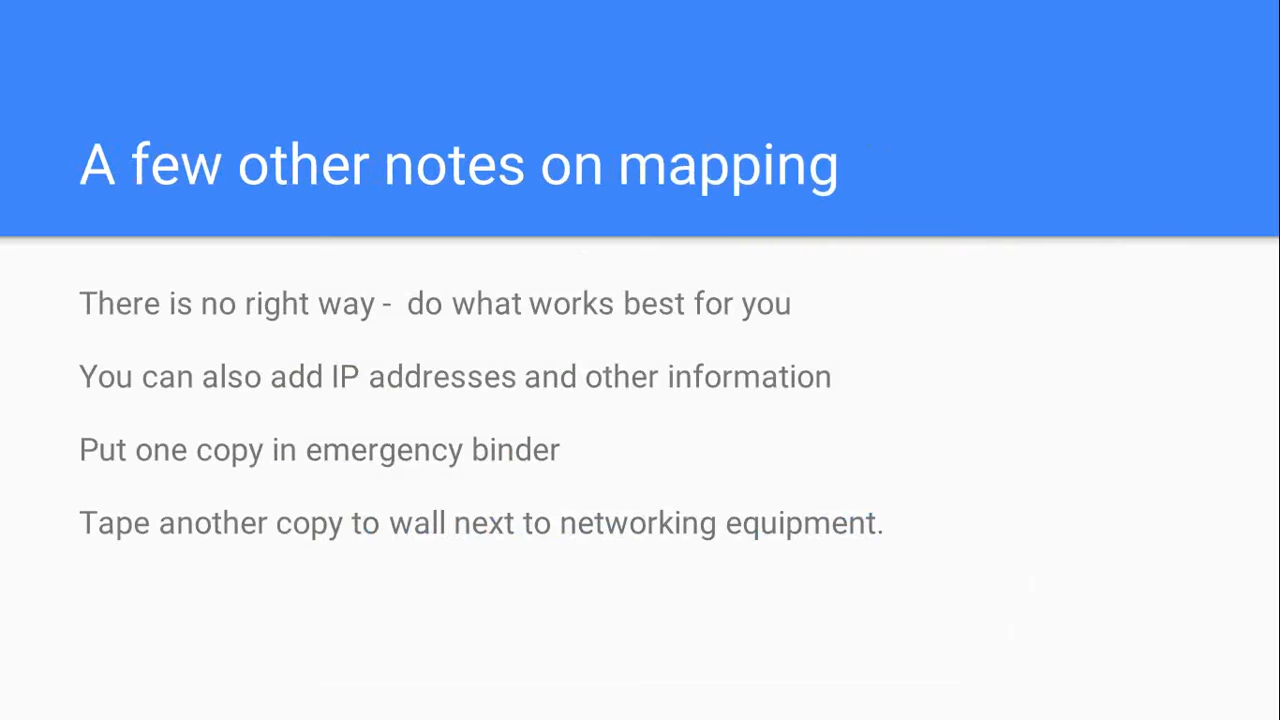 A few other notes on mapping
There is no right way -  do what works best for you
You can also add IP addresses and other information
Put one copy in emergency binder
Tape another copy to wall next to networking equipment.